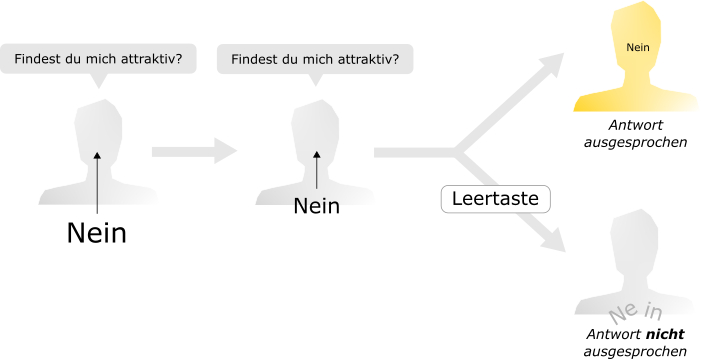 Findest du mich attraktiv?
Nein
Findest du mich attraktiv?
Nein
Leertaste
Nein
Antwort
ausgesprochen
Ne in
Antwort nicht
ausgesprochen